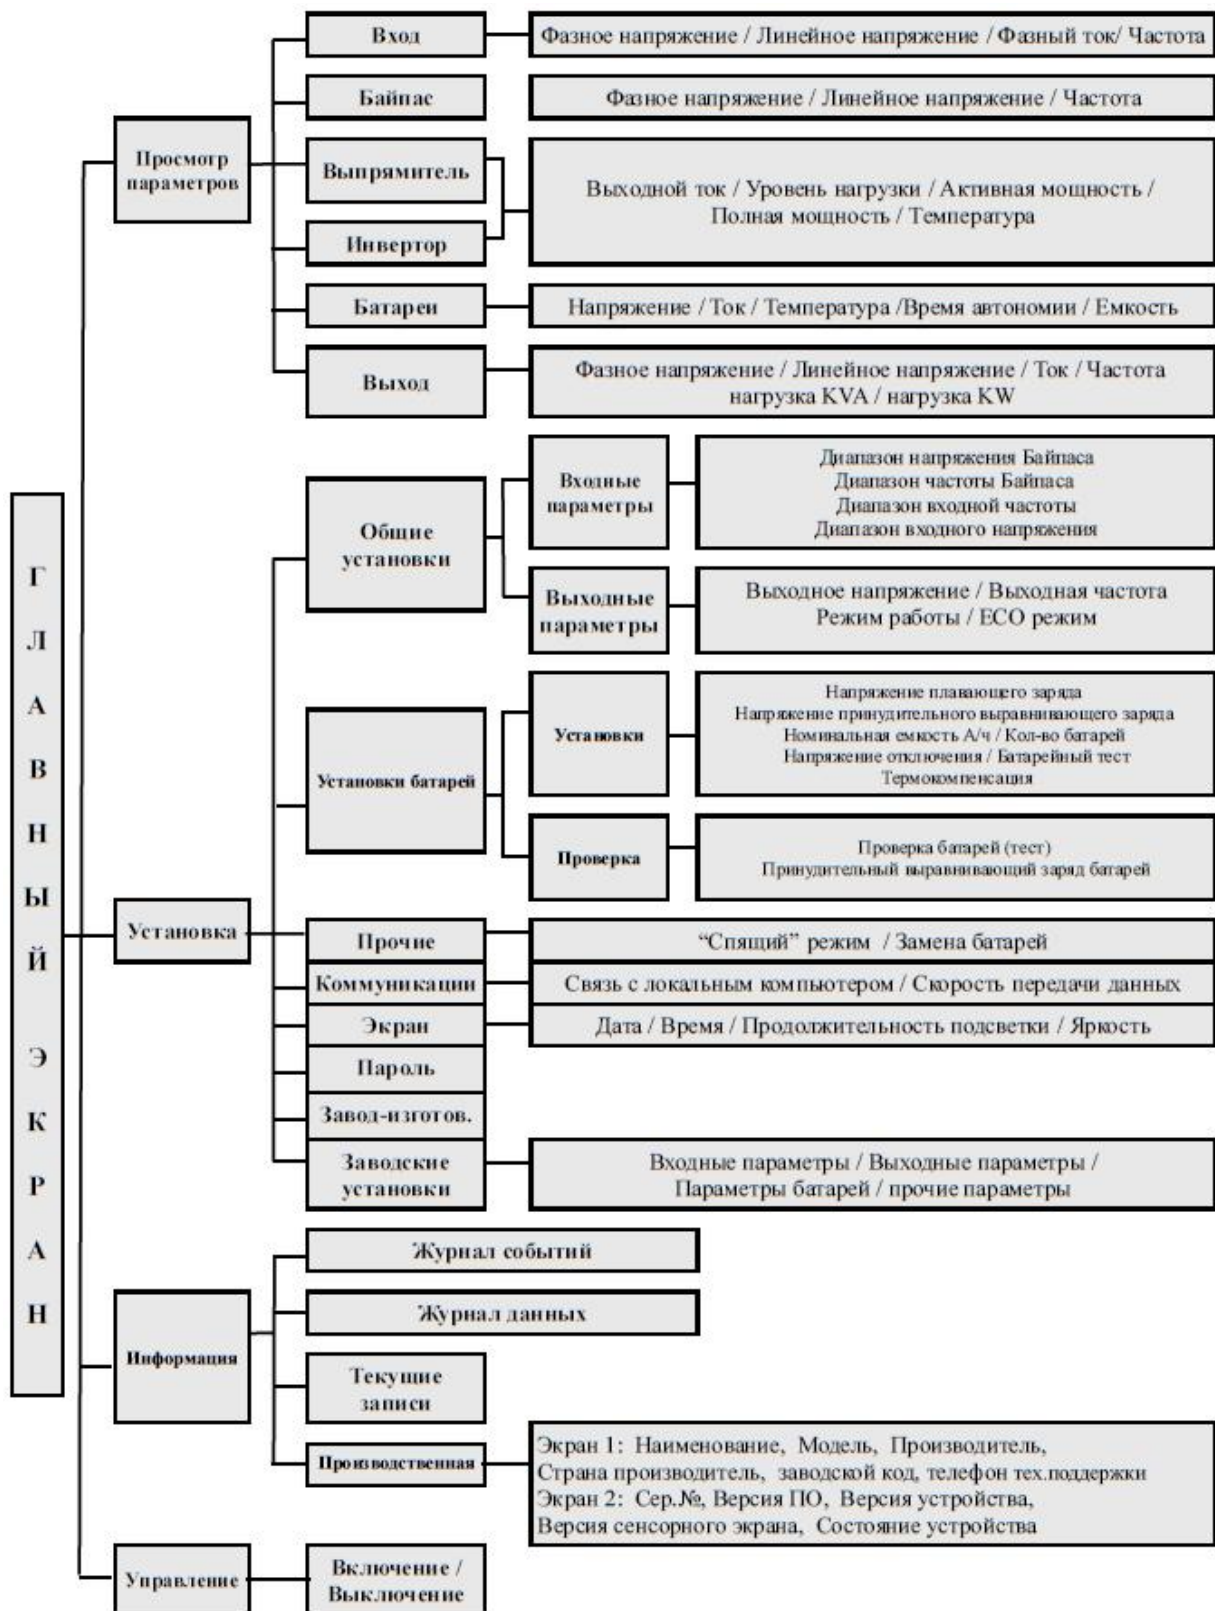 ГЛАВНЫЙ ЭКРАН
Просмотр
параметров
Вход
Фазное напряжение / Линейное напряжение / Фазный ток/ Частота
Байпас
Фазное напряжение / Линейное напряжение / Частота
Выпрямитель
Инвертор
Выходной ток / Уровень нагрузки / Активная мощность /
Полная мощность / Температура
Батареи
Напряжение / Ток / Температура /Время автономии / Емкость
Выход
Фазное напряжение / Линейное напряжение / Ток / Частота
нагрузка KVA / нагрузка KW
Установка
Общие
установки
Входные
параметры
Диапазон напряжения Байпаса
Диапазон частоты Байпаса
Диапазон входной частоты
Диапазон входного напряжения
Выходные
параметры
Выходное напряжение / Выходная частота
Режим работы / ECO режим
Установки батарей
Установки
Напряжение плавающего заряда
Напряжение принудительного выравнивающего заряда
Номинальная емкость А/ч / Кол-во батарей
Напряжение отключения / Батарейный тест
Термокомпенсация
Проверка
Проверка батарей (тест)
Принудительный выравнивающий заряд батарей
Прочие
“Спящий” режим / Замена батарей
Коммуникации
Связь с локальным компьютером / Скорость передачи данных
Экран
Дата / Время / Продолжительность подсветки / Яркость
Пароль
Завод-изготов.
Заводские
установки
Входные параметры / Выходные параметры /
Параметры батарей / прочие параметры
Информация
Журнал событий
Журнал данных
Текущие
записи
Производственная
Экран 1: Наименование, Модель, Производитель,
Страна производитель, заводской код, телефон тех.поддержки
Экран 2: Сер.№, Версия ПО, Версия устройства,
Версия сенсорного экрана, Состояние устройства
Управление
Включение /
Выключение